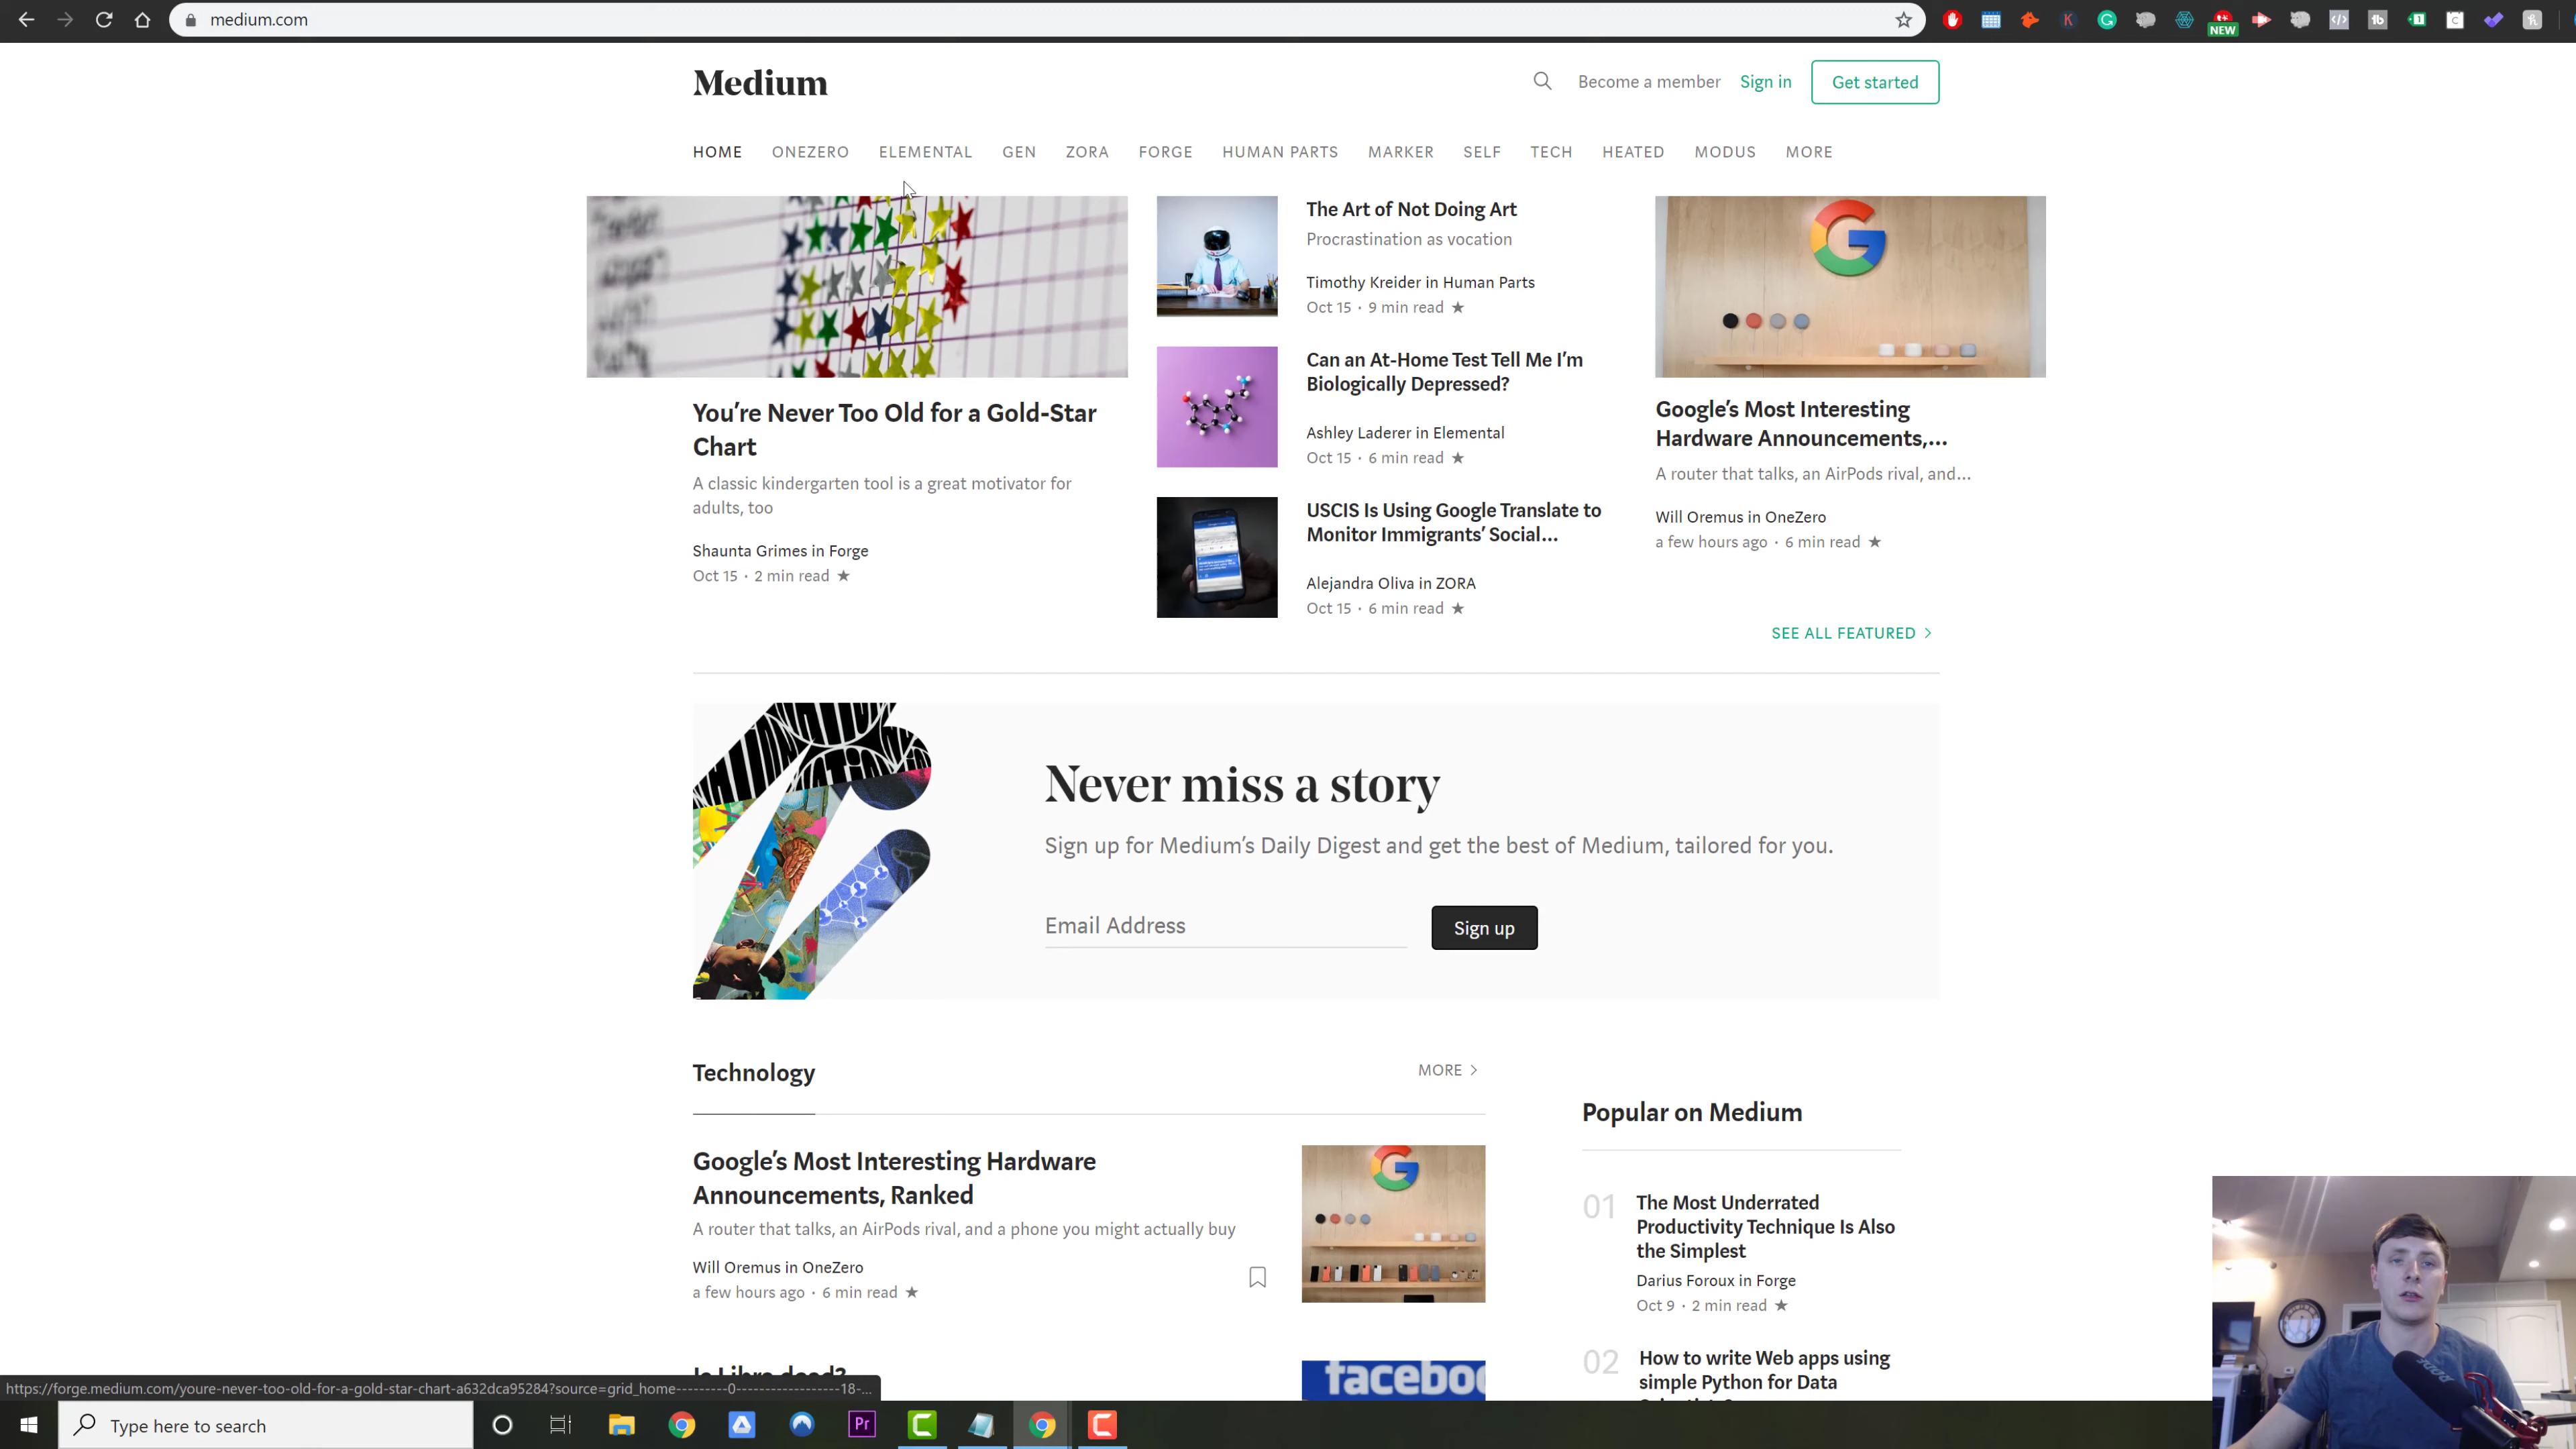 medium.com
NEW
Medium
Become a member
Sign in
Get started
HOME ONEZERO ELEMENTAL GEN ZORA FORGE HUMAN PARTS MARKER SELF TECH HEATED MODUS MORE
You're Never Too Old for a Gold-Star
Chart
A classic kindergarten tool is a great motivator for
adults, too
Shaunta Grimes in Forge
Oct 15 · 2 min read ★
The Art of Not Doing Art
Procrastination as vocation
Timothy Kreider in Human Parts
Oct 15 · 9 min read ★
Can an At-Home Test Tell Me I'm
Biologically Depressed?
Ashley Laderer in Elemental
Oct 15 · 6 min read ★
USCIS Is Using Google Translate to
Monitor Immigrants' Social...
Alejandra Oliva in ZORA
Oct 15 · 6 min read ★
Google's Most Interesting
Hardware Announcements,...
A router that talks, an AirPods rival, and...
Will Oremus in OneZero
a few hours ago · 6 min read ★
SEE ALL FEATURED >
Never miss a story
Sign up for Medium's Daily Digest and get the best of Medium, tailored for you.
Email Address
Sign up
Technology
MORE >
Google's Most Interesting Hardware
Announcements, Ranked
A router that talks, an AirPods rival, and a phone you might actually buy
Will Oremus in OneZero
a few hours ago · 6 min read ★
Is Libra dead?
facebo
Popular on Medium
01
The Most Underrated
Productivity Technique Is Also
the Simplest
Darius Foroux in Forge
Oct 9 · 2 min read ★
02
How to write Web apps using
simple Python for Data
https://forge.medium.com/youre-never-too-old-for-a-gold-star-chart-a632dca95284?source=grid_home---------0------------------18-...
Type here to search
Pr